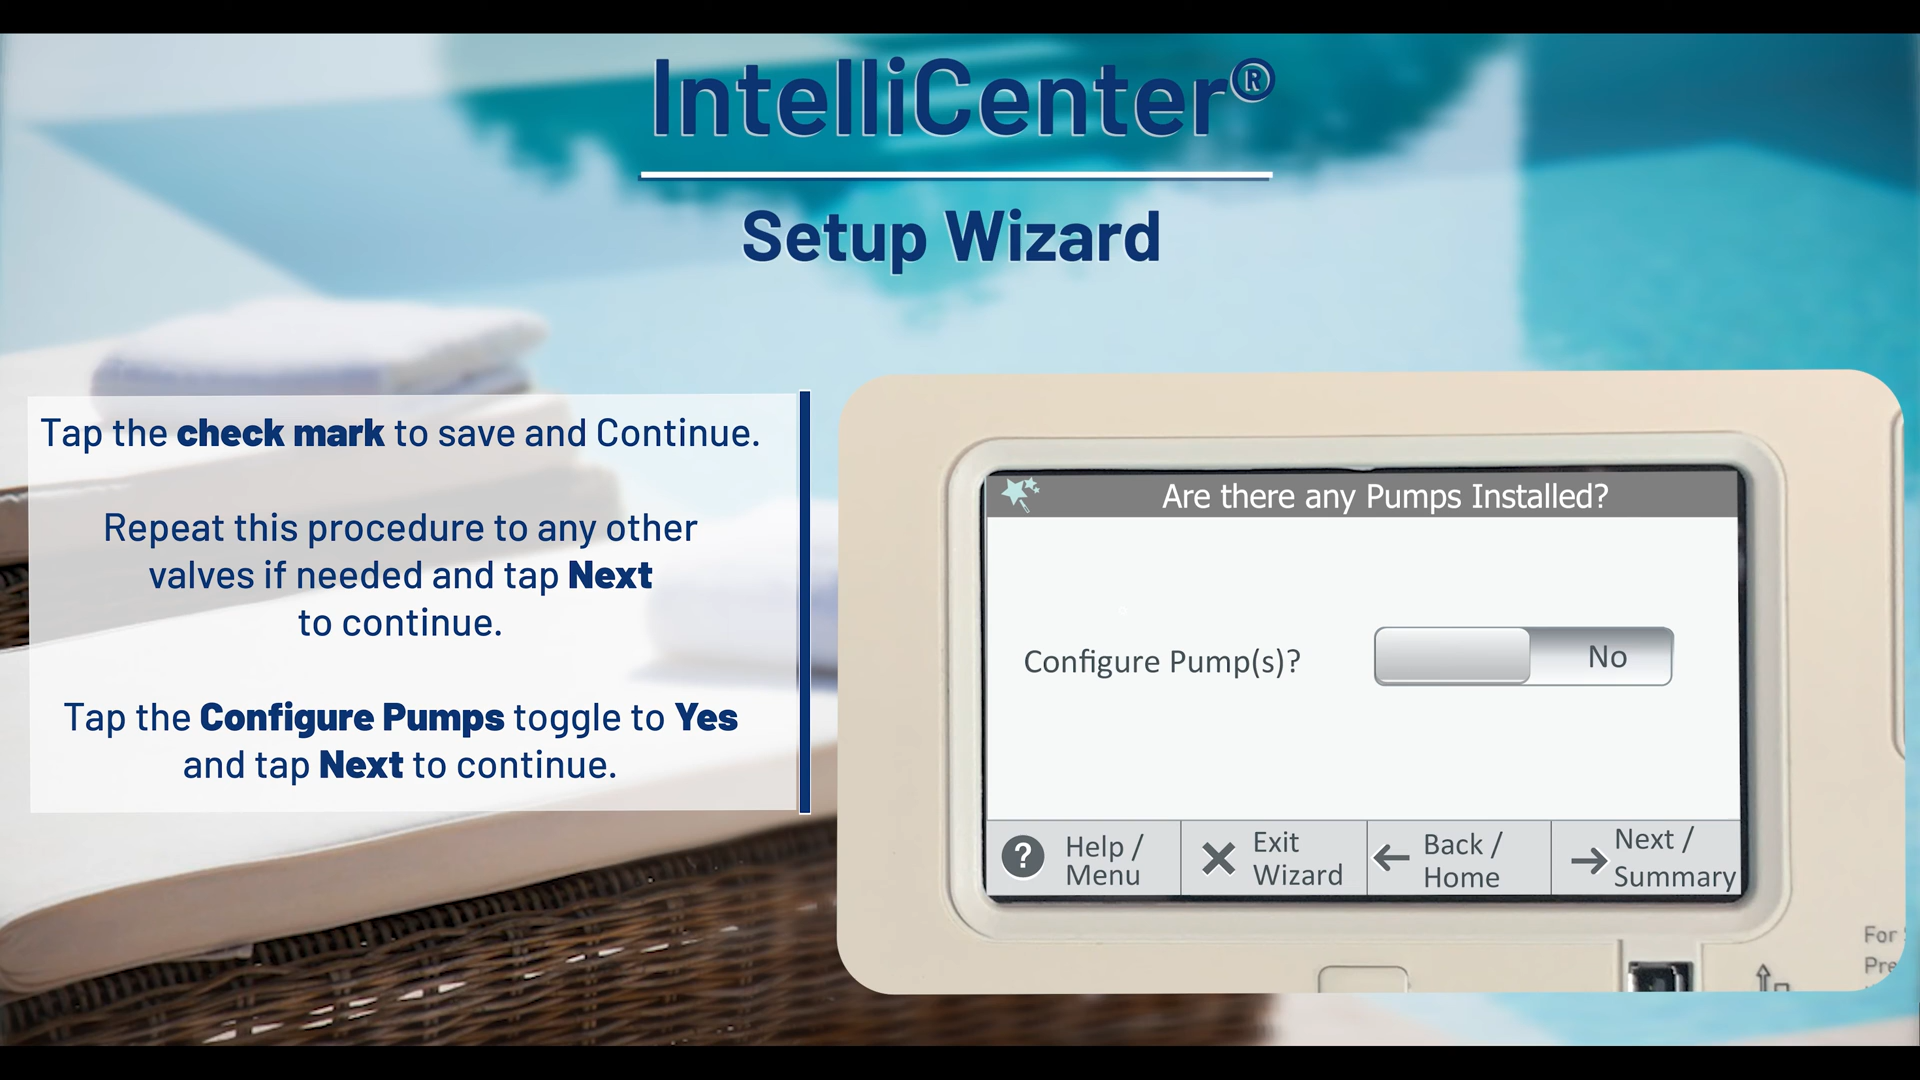 IntelliCenter®
Setup Wizard
Tap the check mark to save and Continue.
Repeat this procedure to any other
valves if needed and tap Next
to continue.
Tap the Configure Pumps toggle to Yes
and tap Next to continue.
Are there any Pumps Installed?
Configure Pump(s)?
No
Help /
Menu
Exit
Wizard
Back /
Home
Next /
Summary
For
Pre